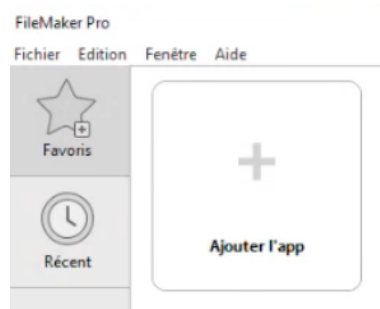 FileMaker Pro
Fichier Edition Fenêtre Aide
Favoris
Ajouter l'app
Récent